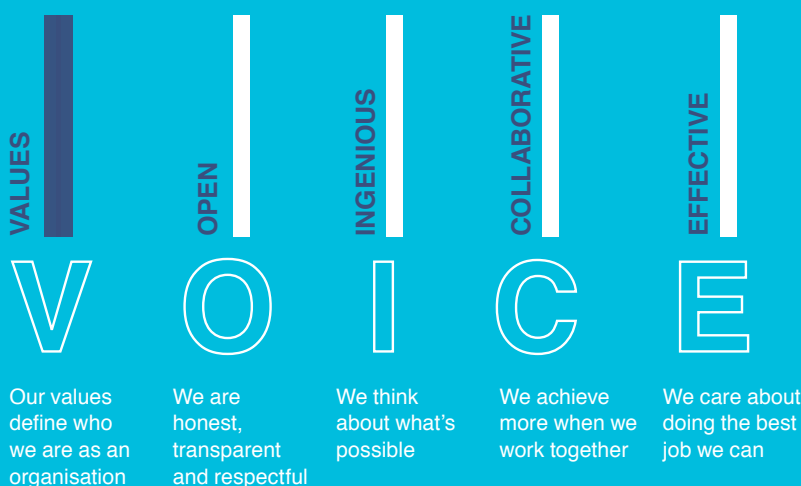 VALUES
OPEN
INGENIOUS
COLLABORATIVE
EFFECTIVE
V O I C E
Our values
define who
we are as an
organisation
We are
honest,
transparent
and respectful
We think
about what's
possible
We achieve
more when we
work together
We care about
doing the best
job we can